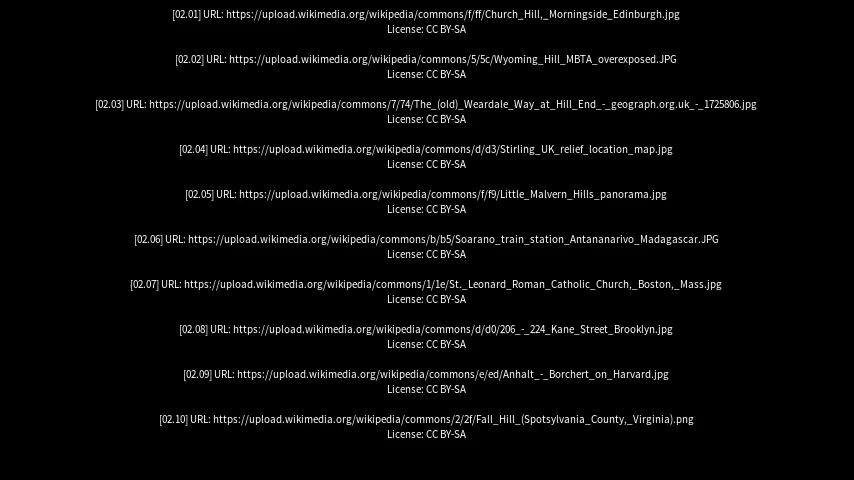 [02.01] URL: https://upload.wikimedia.org/wikipedia/commons/f/ff/Church_Hill,_Morningside_Edinburgh.jpg
License: CC BY-SA
[02.02] URL: https://upload.wikimedia.org/wikipedia/commons/5/5c/Wyoming_Hill_MBTA_overexposed.JPG
License: CC BY-SA
[02.03] URL: https://upload.wikimedia.org/wikipedia/commons/7/74/The_(old)_Weardale_Way_at_Hill_End_-_geograph.org.uk_-_1725806.jpg
License: CC BY-SA
[02.04] URL: https://upload.wikimedia.org/wikipedia/commons/d/d3/Stirling_UK_relief_location_map.jpg
License: CC BY-SA
[02.05] URL: https://upload.wikimedia.org/wikipedia/commons/f/f9/Little_Malvern_Hills_panorama.jpg
License: CC BY-SA
[02.06] URL: https://upload.wikimedia.org/wikipedia/commons/b/b5/Soarano_train_station_Antananarivo_Madagascar.JPG
License: CC BY-SA
[02.07] URL: https://upload.wikimedia.org/wikipedia/commons/1/1e/St._Leonard_Roman_Catholic_Church,_Boston,_Mass.jpg
License: CC BY-SA
[02.08] URL: https://upload.wikimedia.org/wikipedia/commons/d/d0/206_-_224_Kane_Street_Brooklyn.jpg
License: CC BY-SA
[02.09] URL: https://upload.wikimedia.org/wikipedia/commons/e/ed/Anhalt_-_Borchert_on_Harvard.jpg
License: CC BY-SA
[02.10] URL: https://upload.wikimedia.org/wikipedia/commons/2/2f/Fall_Hill_(Spotsylvania_County,_Virginia).png
License: CC BY-SA